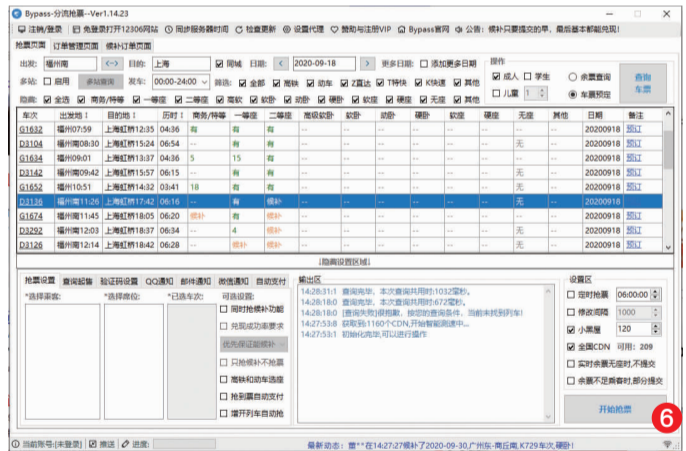 Bypass-分流抢票--Ver1.14.23
注销/登录 免登录打开12306网站 同步服务器时间 检查更新 设置代理 赞助与注册VIP Bypass官网 公告：候补只要提交的早，最后基本都能兑现!
抢票页面 订单管理页面 候补订单页面
出发: 福州 <--> 目的: 上海 同城 日期: < 2020-09-18 > 更多日期: 添加更多日期 操作
多站: 启用 多站查询 发车: 00:00-24:00 筛选: 全部 高铁 动车 Z直达 T特快 K快速 其他 成人 学生 余票查询 查询车票
隐藏: 全选 商务/特等 一等座 二等座 高软 软卧 动卧 硬卧 软座 硬座 无座 其他 儿童 1 车票预定
车次 出发地↕ 目的地↕ 历时↕ 商务/特等 一等座 二等座 高级软卧 软卧 动卧 硬卧 软座 硬座 无座 其他 日期 备注
G1632 福州07:59 上海虹桥12:35 04:36 有 有 有 -- -- -- -- -- -- -- -- 20200918 预订
D3104 福州南08:30 上海虹桥15:24 06:54 -- 有 有 -- -- -- -- -- -- 无 -- 20200918 预订
G1634 福州09:01 上海虹桥13:37 04:36 5 15 有 -- -- -- -- -- -- -- -- 20200918 预订
D3142 福州南09:42 上海虹桥15:57 06:15 -- 有 有 -- -- -- -- -- -- 无 -- 20200918 预订
G1652 福州10:51 上海虹桥14:32 03:41 18 有 有 -- -- -- -- -- -- -- -- 20200918 预订
D3136 福州南11:26 上海虹桥17:42 06:16 -- 有 候补 -- -- -- -- -- -- 无 -- 20200918 预订
G1674 福州南11:45 上海虹桥18:05 06:20 候补 有 候补 -- -- -- -- -- -- -- -- 20200918 预订
D3292 福州南12:03 上海虹桥18:37 06:34 -- 4 候补 -- -- -- -- -- -- 无 -- 20200918 预订
D3126 福州南12:14 上海虹桥18:42 06:28 -- 候补 候补 -- -- -- -- -- -- 无 -- 20200918 预订
↓隐藏设置区域↓
抢票设置 查询起售 验证码设置 QQ通知 邮件通知 微信通知 自动支付
*选择乘客: *选择席位: *已选车次: 可选设置:
同时抢候补功能
兑现成功率要求
优先保证能候补
只抢候补不抢票
高铁和动车选座
抢到票自动支付
增开列车自动抢
输出区
14:28:31:1 查询完毕，本次查询共用时:1032毫秒。
14:28:18:0 查询完毕，本次查询共用时:672毫秒。
14:28:18:0 [查询失败]很抱歉，按您的查询条件，当前未找到列车!
14:27:53:8 获取到:1160个CDN,开始智能测速中...
14:27:53:1 初始化完毕,可以进行操作
设置区
定时抢票 06:00:00
修改间隔 1000
小黑屋 120
全国CDN 可用: 209
实时余票无座时,不提交
余票不足乘客时,部分提交
开始抢票
6
当前账号:[未登录] 推送 进度: 最新动态: 童**在14:27:27候补了2020-09-30,广州东-商丘南,K729车次,硬卧!